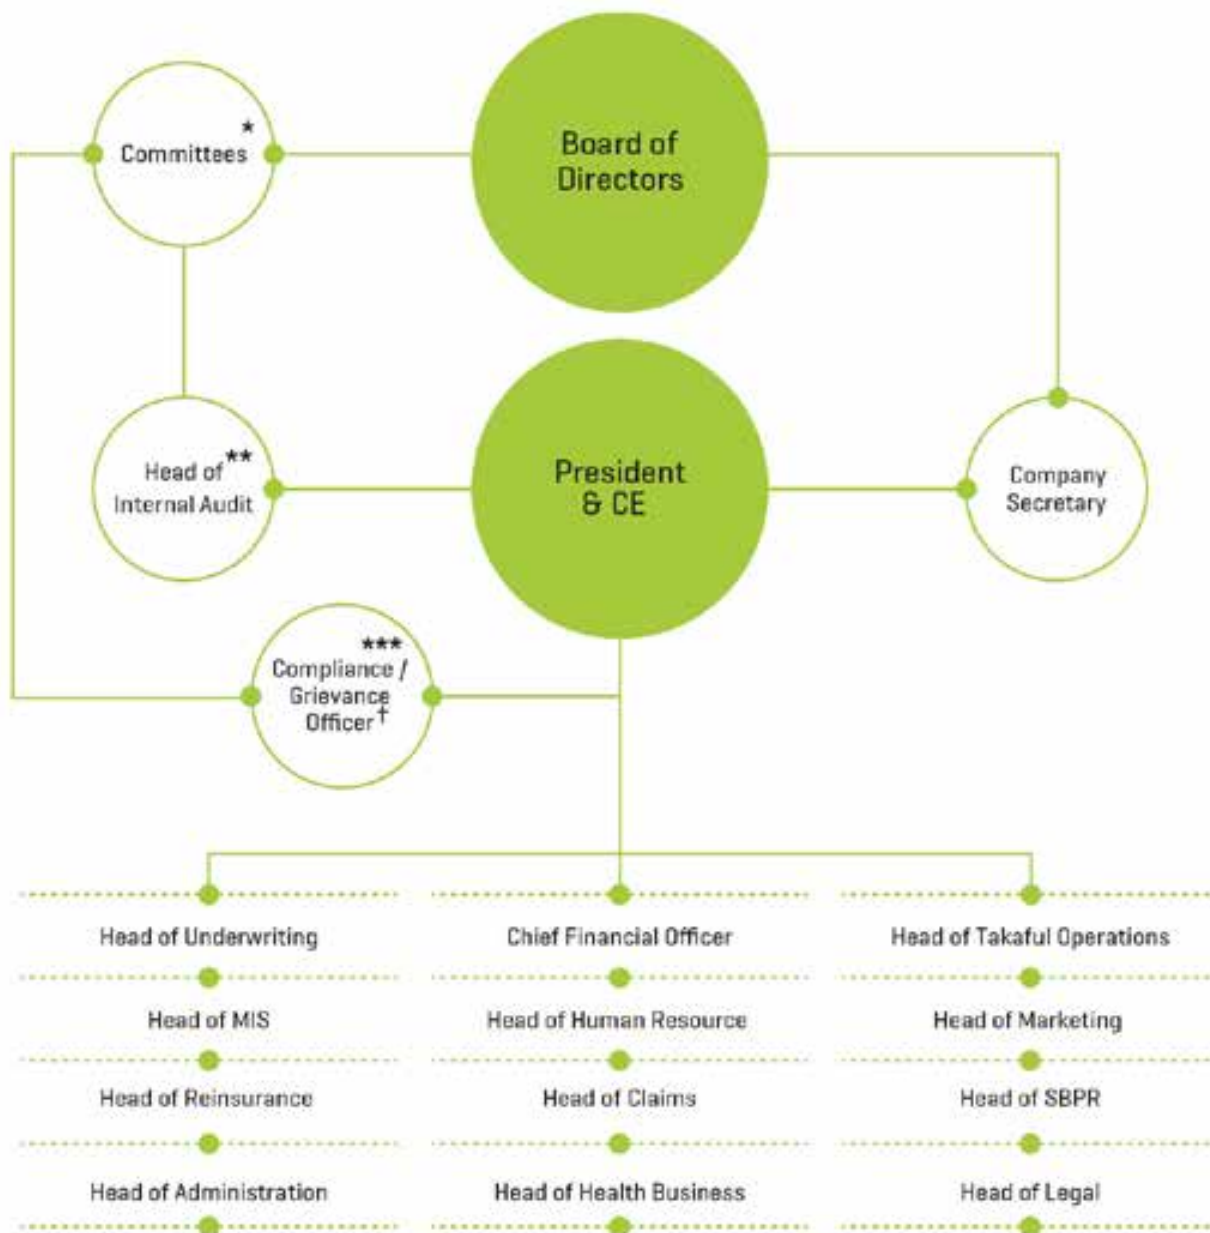 *
Committees
Board of
Directors
Head of **
Internal Audit
President
& CE
Company
Secretary
***
Compliance /
Grievance
Officer†
Head of Underwriting
Chief Financial Officer
Head of Takaful Operations
Head of MIS
Head of Human Resource
Head of Marketing
Head of Reinsurance
Head of Claims
Head of SBPR
Head of Administration
Head of Health Business
Head of Legal